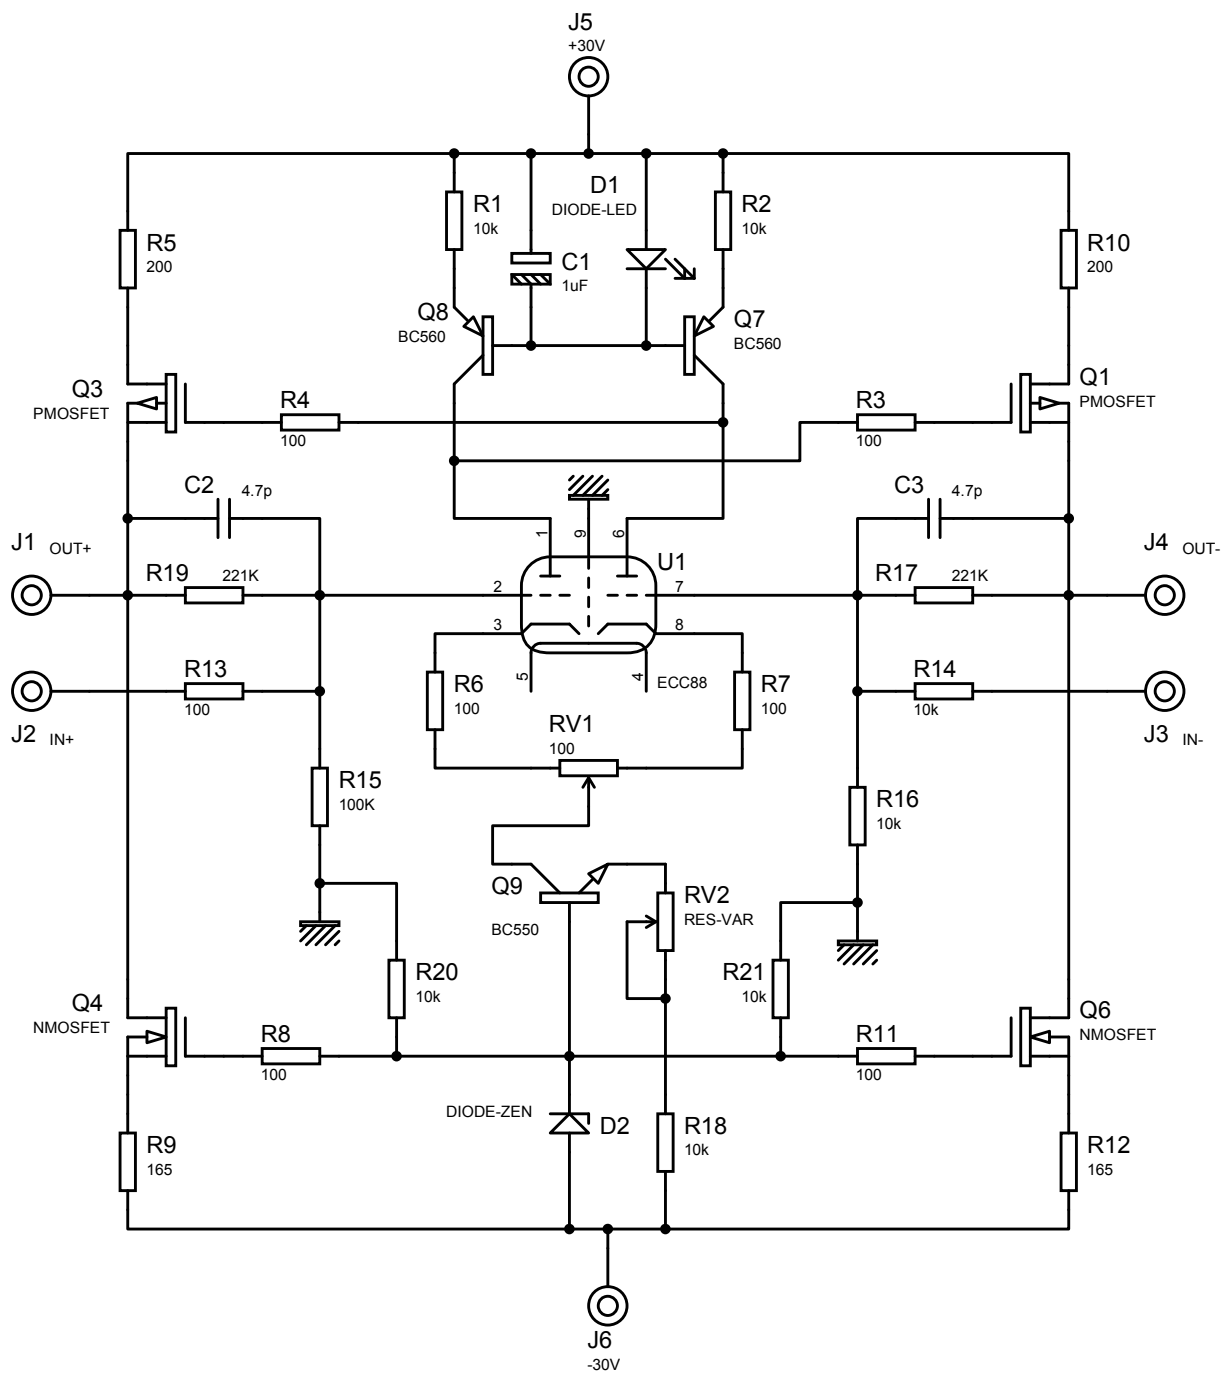 J5
+30V
R1
10k
D1
DIODE-LED
R2
10k
R5
200
C1
1uF
R10
200
Q8
BC560
Q7
BC560
Q3
PMOSFET
R4
100
R3
100
Q1
PMOSFET
C2
4.7p
C3
4.7p
1
9
6
J1 OUT+
R19
221K
2
U1
7
R17
221K
J4 OUT-
3
8
R13
100
5
4
ECC88
R14
10k
J2 IN+
R6
100
R7
100
J3 IN-
RV1
100
R15
100K
R16
10k
Q9
BC550
RV2
RES-VAR
R20
10k
R21
10k
Q4
NMOSFET
R8
100
R11
100
Q6
NMOSFET
DIODE-ZEN
D2
R18
10k
R9
165
R12
165
J6
-30V